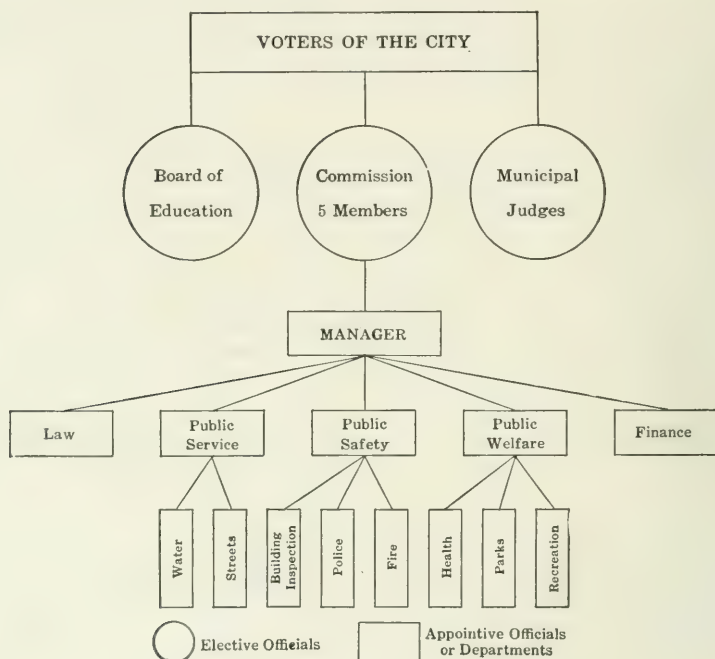 VOTERS OF THE CITY
Board of
Education
Commission
5 Members
Municipal
Judges
MANAGER
Law
Public
Service
Public
Safety
Public
Welfare
Finance
Water
Streets
Building
Inspection
Police
Fire
Health
Parks
Recreation
Elective Officials
Appointive Officials
or Departments